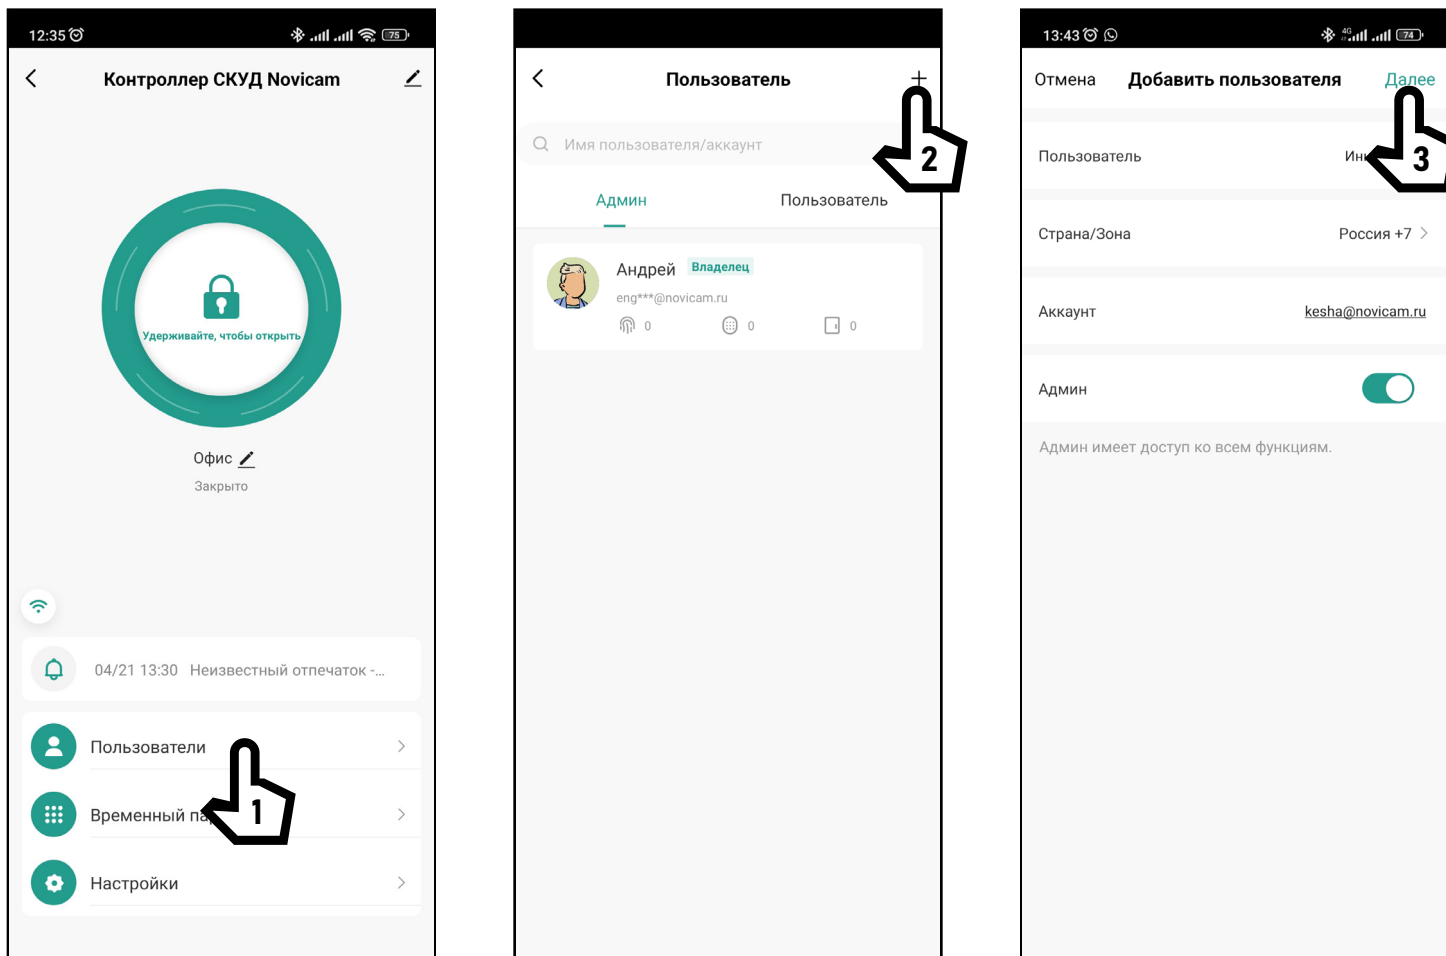 12:35
75
Контроллер СКУД Novicam
Удерживайте, чтобы открыть
Офис
Закрыто
04/21 13:30 Неизвестный отпечаток -...
Пользователи
Временный
Настройки
1
Пользователь
Имя пользователя/аккаунт
Админ Пользователь
Андрей Владелец
eng***@novicam.ru
0 0 0
2
13:43
4G
74
Отмена Добавить пользователя Далее
Пользователь
3
Страна/Зона Россия +7
Аккаунт kesha@novicam.ru
Админ
Админ имеет доступ ко всем функциям.